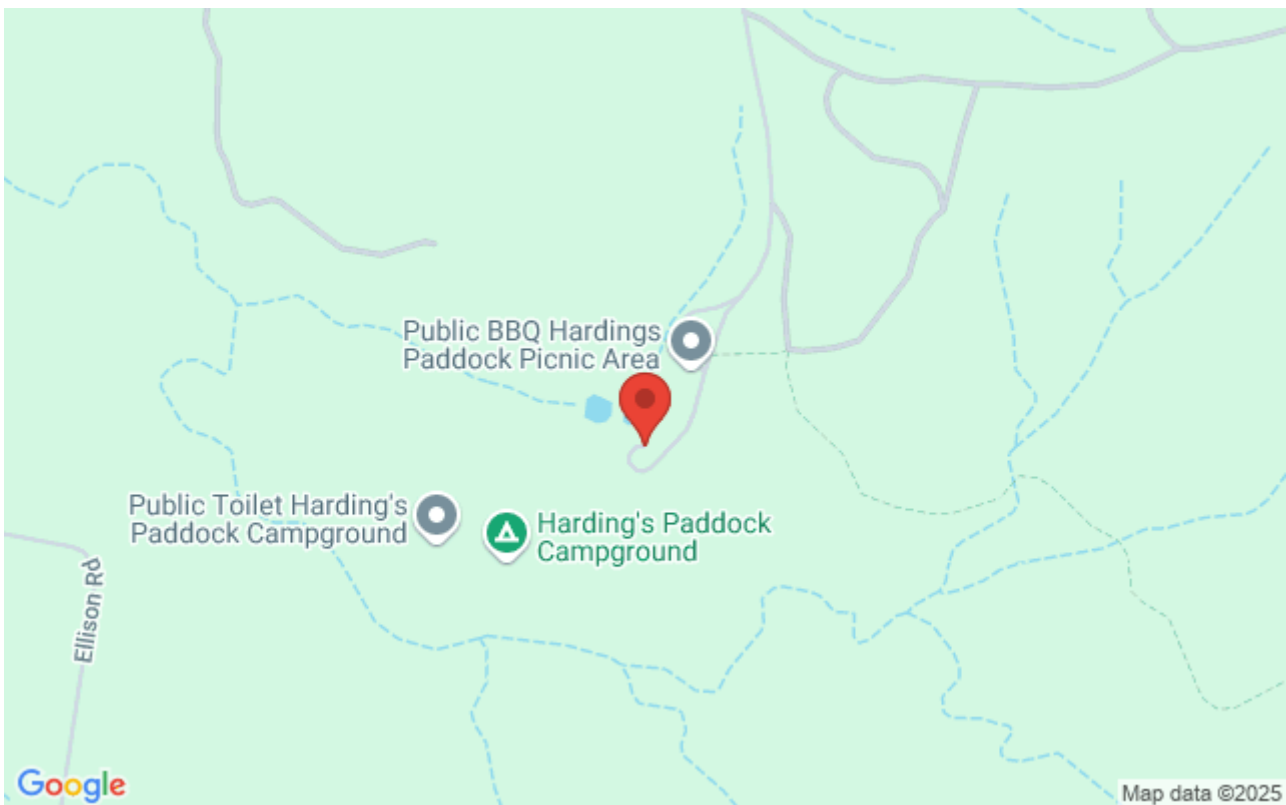 Public BBQ Hardings
Paddock Picnic Area
Public Toilet Harding's
Paddock Campground
Harding's Paddock
Campground
Ellison Rd
Google
Map data ©2025